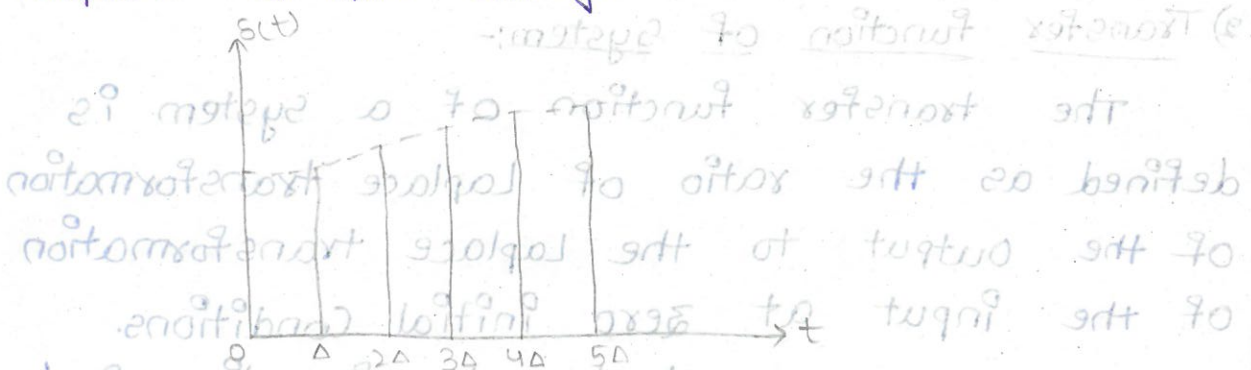 s(t)
2) Transfer function of system:-
The transfer function of a system is
defined as the ratio of Laplace transformation
of the output to the Laplace transformation
of the input at zero initial conditions.
t
0 Δ 2Δ 3Δ 4Δ 5Δ